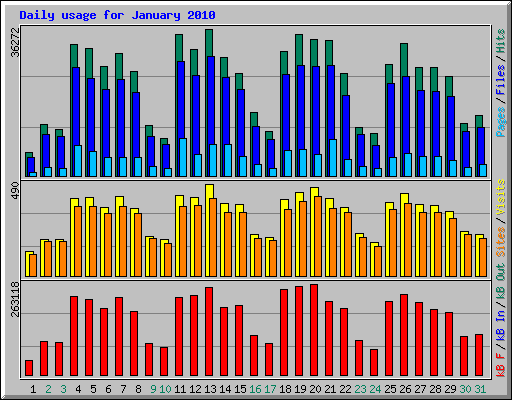 Daily usage for January 2010
36272
Pages / Files / Hits
490
Sites / Visits
263118
kB F / kB In / kB Out
1 2 3 4 5 6 7 8 9 10 11 12 13 14 15 16 17 18 19 20 21 22 23 24 25 26 27 28 29 30 31